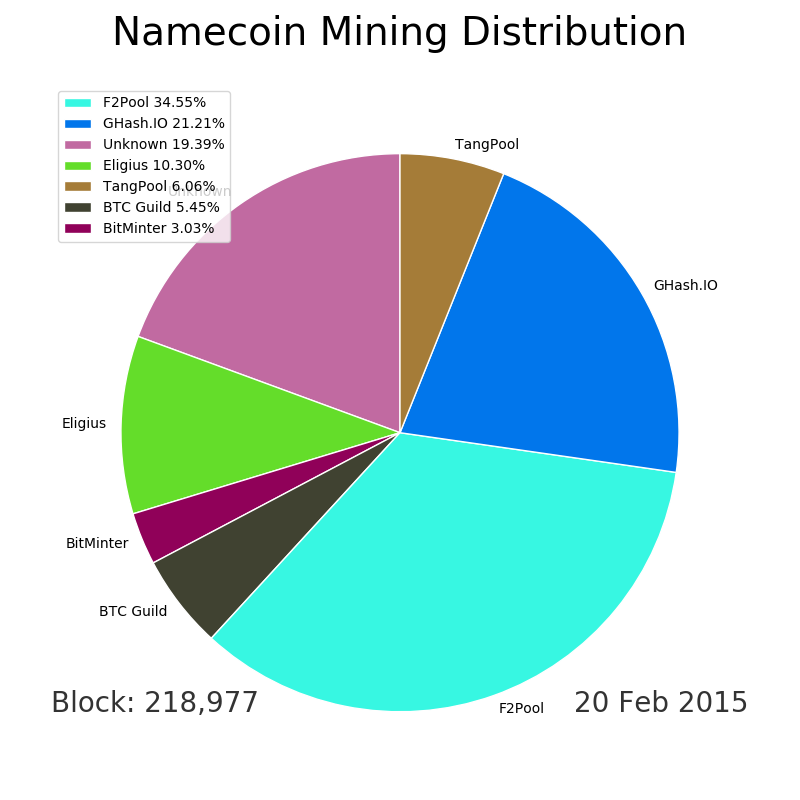 Namecoin Mining Distribution
F2Pool 34.55%
GHash.IO 21.21%
Unknown 19.39%
Eligius 10.30%
TangPool 6.06%
BTC Guild 5.45%
BitMinter 3.03%
TangPool
Unknown
GHash.IO
Eligius
BitMinter
BTC Guild
F2Pool
Block: 218,977
20 Feb 2015